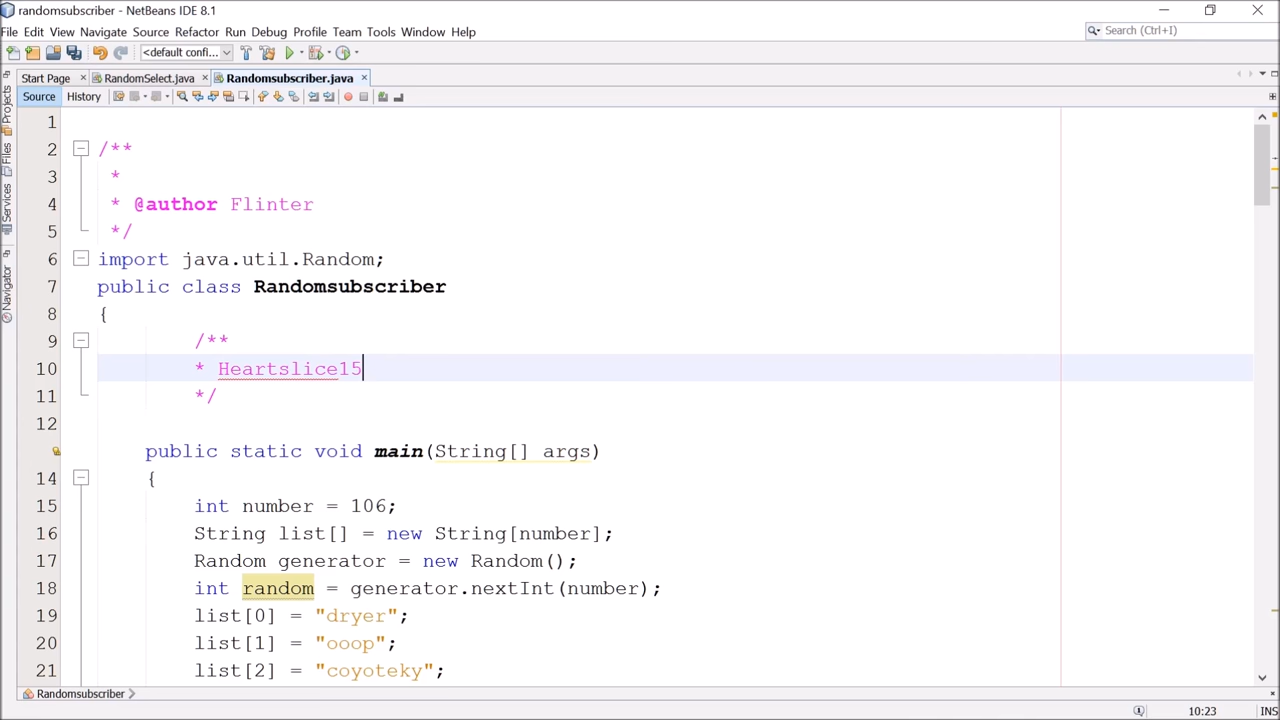 randomsubscriber - NetBeans IDE 8.1
File Edit View Navigate Source Refactor Run Debug Profile Team Tools Window Help
Search (Ctrl+I)
<default confi...
Start Page RandomSelect.java Randomsubscriber.java
Source History
Projects
Files
Services
Navigator
1
2 /**
3 *
4 * @author Flinter
5 */
6 import java.util.Random;
7 public class Randomsubscriber
8 {
9 /**
10 * Heartslice15
11 */
12
public static void main(String[] args)
14 {
15 int number = 106;
16 String list[] = new String[number];
17 Random generator = new Random();
18 int random = generator.nextInt(number);
19 list[0] = "dryer";
20 list[1] = "ooop";
21 list[2] = "coyoteky";
Randomsubscriber
10:23 INS